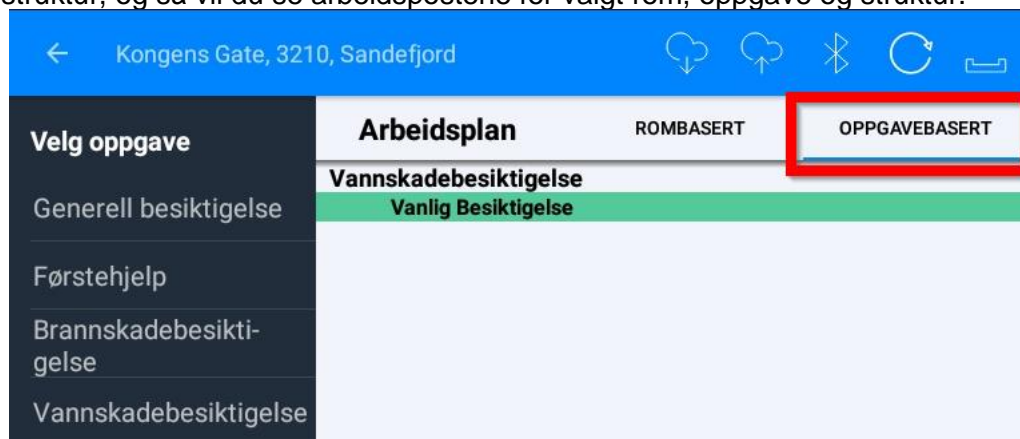 struktur, og så vil du se arbeidspostene for valgt rom, oppgave og struktur.
Kongens Gate, 3210, Sandefjord
Velg oppgave
Generell besiktigelse
Førstehjelp
Brannskadebesikti-
gelse
Vannskadebesiktigelse
Arbeidsplan ROMBASERT OPPGAVEBASERT
Vannskadebesiktigelse
Vanlig Besiktigelse